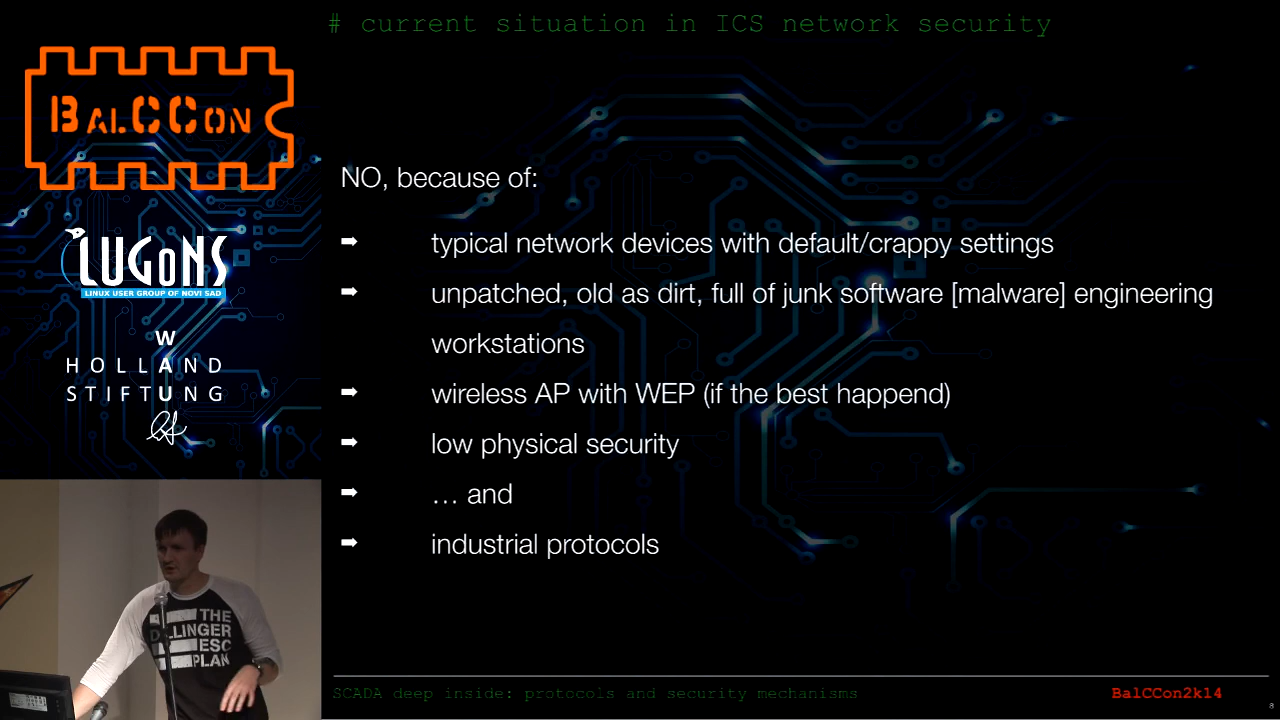 # current situation in ICS network security
BALCCON
LUGONS
LINUX USER GROUP OF NOVI SAD
W
HOLLAND
STIFTUNG
NO, because of:
➡ typical network devices with default/crappy settings
➡ unpatched, old as dirt, full of junk software [malware] engineering
workstations
➡ wireless AP with WEP (if the best happend)
➡ low physical security
➡ … and
➡ industrial protocols
THE
DILLINGER
ESC
PLAN
SCADA deep inside: protocols and security mechanisms
BalCCon2k14
8